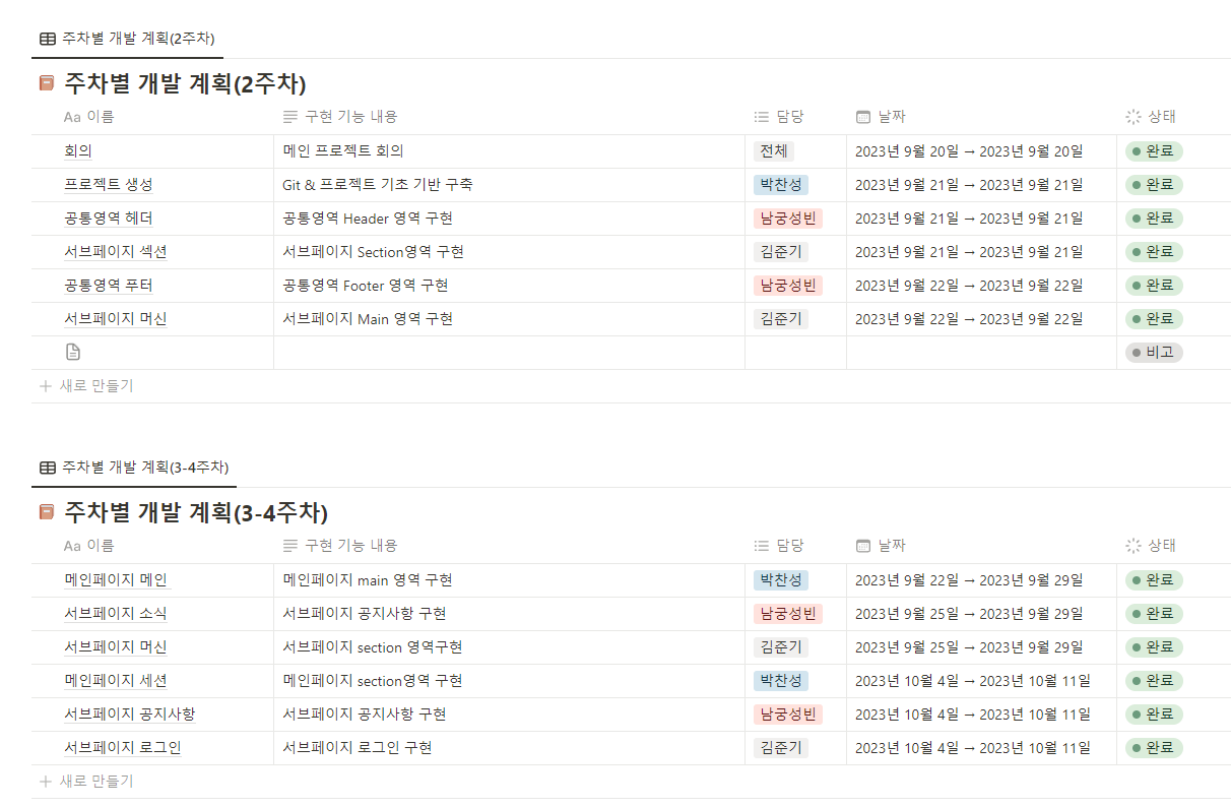 주차별 개발 계획(2주차)
주차별 개발 계획(2주차)
Aa 이름 구현 기능 내용 담당 날짜 상태
회의 메인 프로젝트 회의 전체 2023년 9월 20일 → 2023년 9월 20일 완료
프로젝트 생성 Git & 프로젝트 기초 기반 구축 박찬성 2023년 9월 21일 → 2023년 9월 21일 완료
공통영역 헤더 공통영역 Header 영역 구현 남궁성빈 2023년 9월 21일 → 2023년 9월 21일 완료
서브페이지 섹션 서브페이지 Section영역 구현 김준기 2023년 9월 21일 → 2023년 9월 21일 완료
공통영역 푸터 공통영역 Footer 영역 구현 남궁성빈 2023년 9월 22일 → 2023년 9월 22일 완료
서브페이지 머신 서브페이지 Main 영역 구현 김준기 2023년 9월 22일 → 2023년 9월 22일 완료
비고
+ 새로 만들기
주차별 개발 계획(3-4주차)
주차별 개발 계획(3-4주차)
Aa 이름 구현 기능 내용 담당 날짜 상태
메인페이지 메인 메인페이지 main 영역 구현 박찬성 2023년 9월 22일 → 2023년 9월 29일 완료
서브페이지 소식 서브페이지 공지사항 구현 남궁성빈 2023년 9월 25일 → 2023년 9월 29일 완료
서브페이지 머신 서브페이지 section 영역구현 김준기 2023년 9월 25일 → 2023년 9월 29일 완료
메인페이지 세션 메인페이지 section영역 구현 박찬성 2023년 10월 4일 → 2023년 10월 11일 완료
서브페이지 공지사항 서브페이지 공지사항 구현 남궁성빈 2023년 10월 4일 → 2023년 10월 11일 완료
서브페이지 로그인 서브페이지 로그인 구현 김준기 2023년 10월 4일 → 2023년 10월 11일 완료
+ 새로 만들기